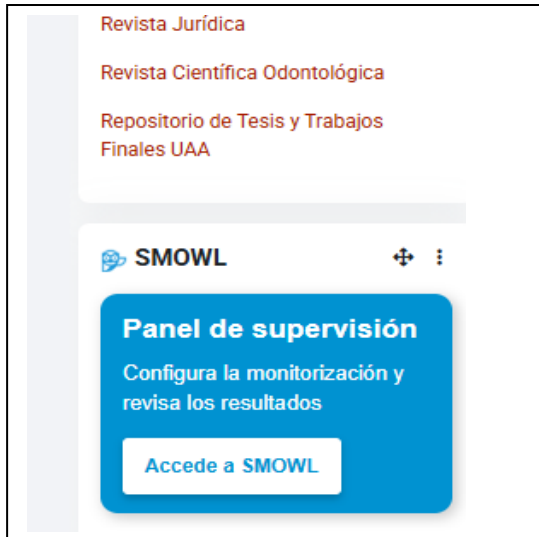 Revista Jurídica
Revista Científica Odontológica
Repositorio de Tesis y Trabajos
Finales UAA
SMOWL
Panel de supervisión
Configura la monitorización y
revisa los resultados
Accede a SMOWL